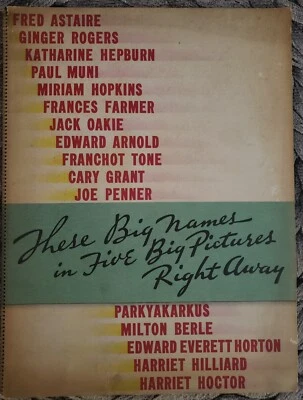 FRED ASTAIRE
GINGER ROGERS
KATHARINE HEPBURN
PAUL MUNI
MIRIAM HOPKINS
FRANCES FARMER
JACK OAKIE
EDWARD ARNOLD
FRANCHOT TONE
CARY GRANT
JOE PENNER
These Big Names
in Five Big Pictures
Right Away
PARKYAKARKUS
MILTON BERLE
EDWARD EVERETT HORTON
HARRIET HILLIARD
HARRIET HOCTOR